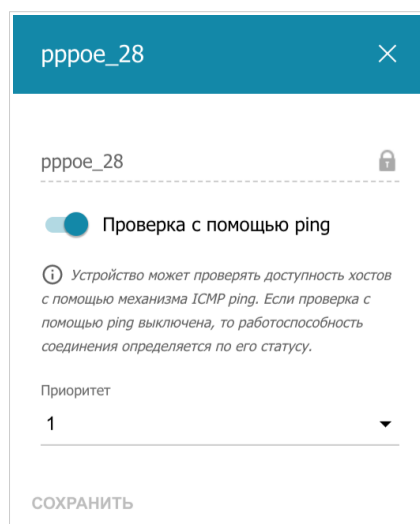 pppoe_28
pppoe_28
Проверка с помощью ping
Устройство может проверять доступность хостов
с помощью механизма ICMP ping. Если проверка с
помощью ping выключена, то работоспособность
соединения определяется по его статусу.
Приоритет
1
СОХРАНИТЬ